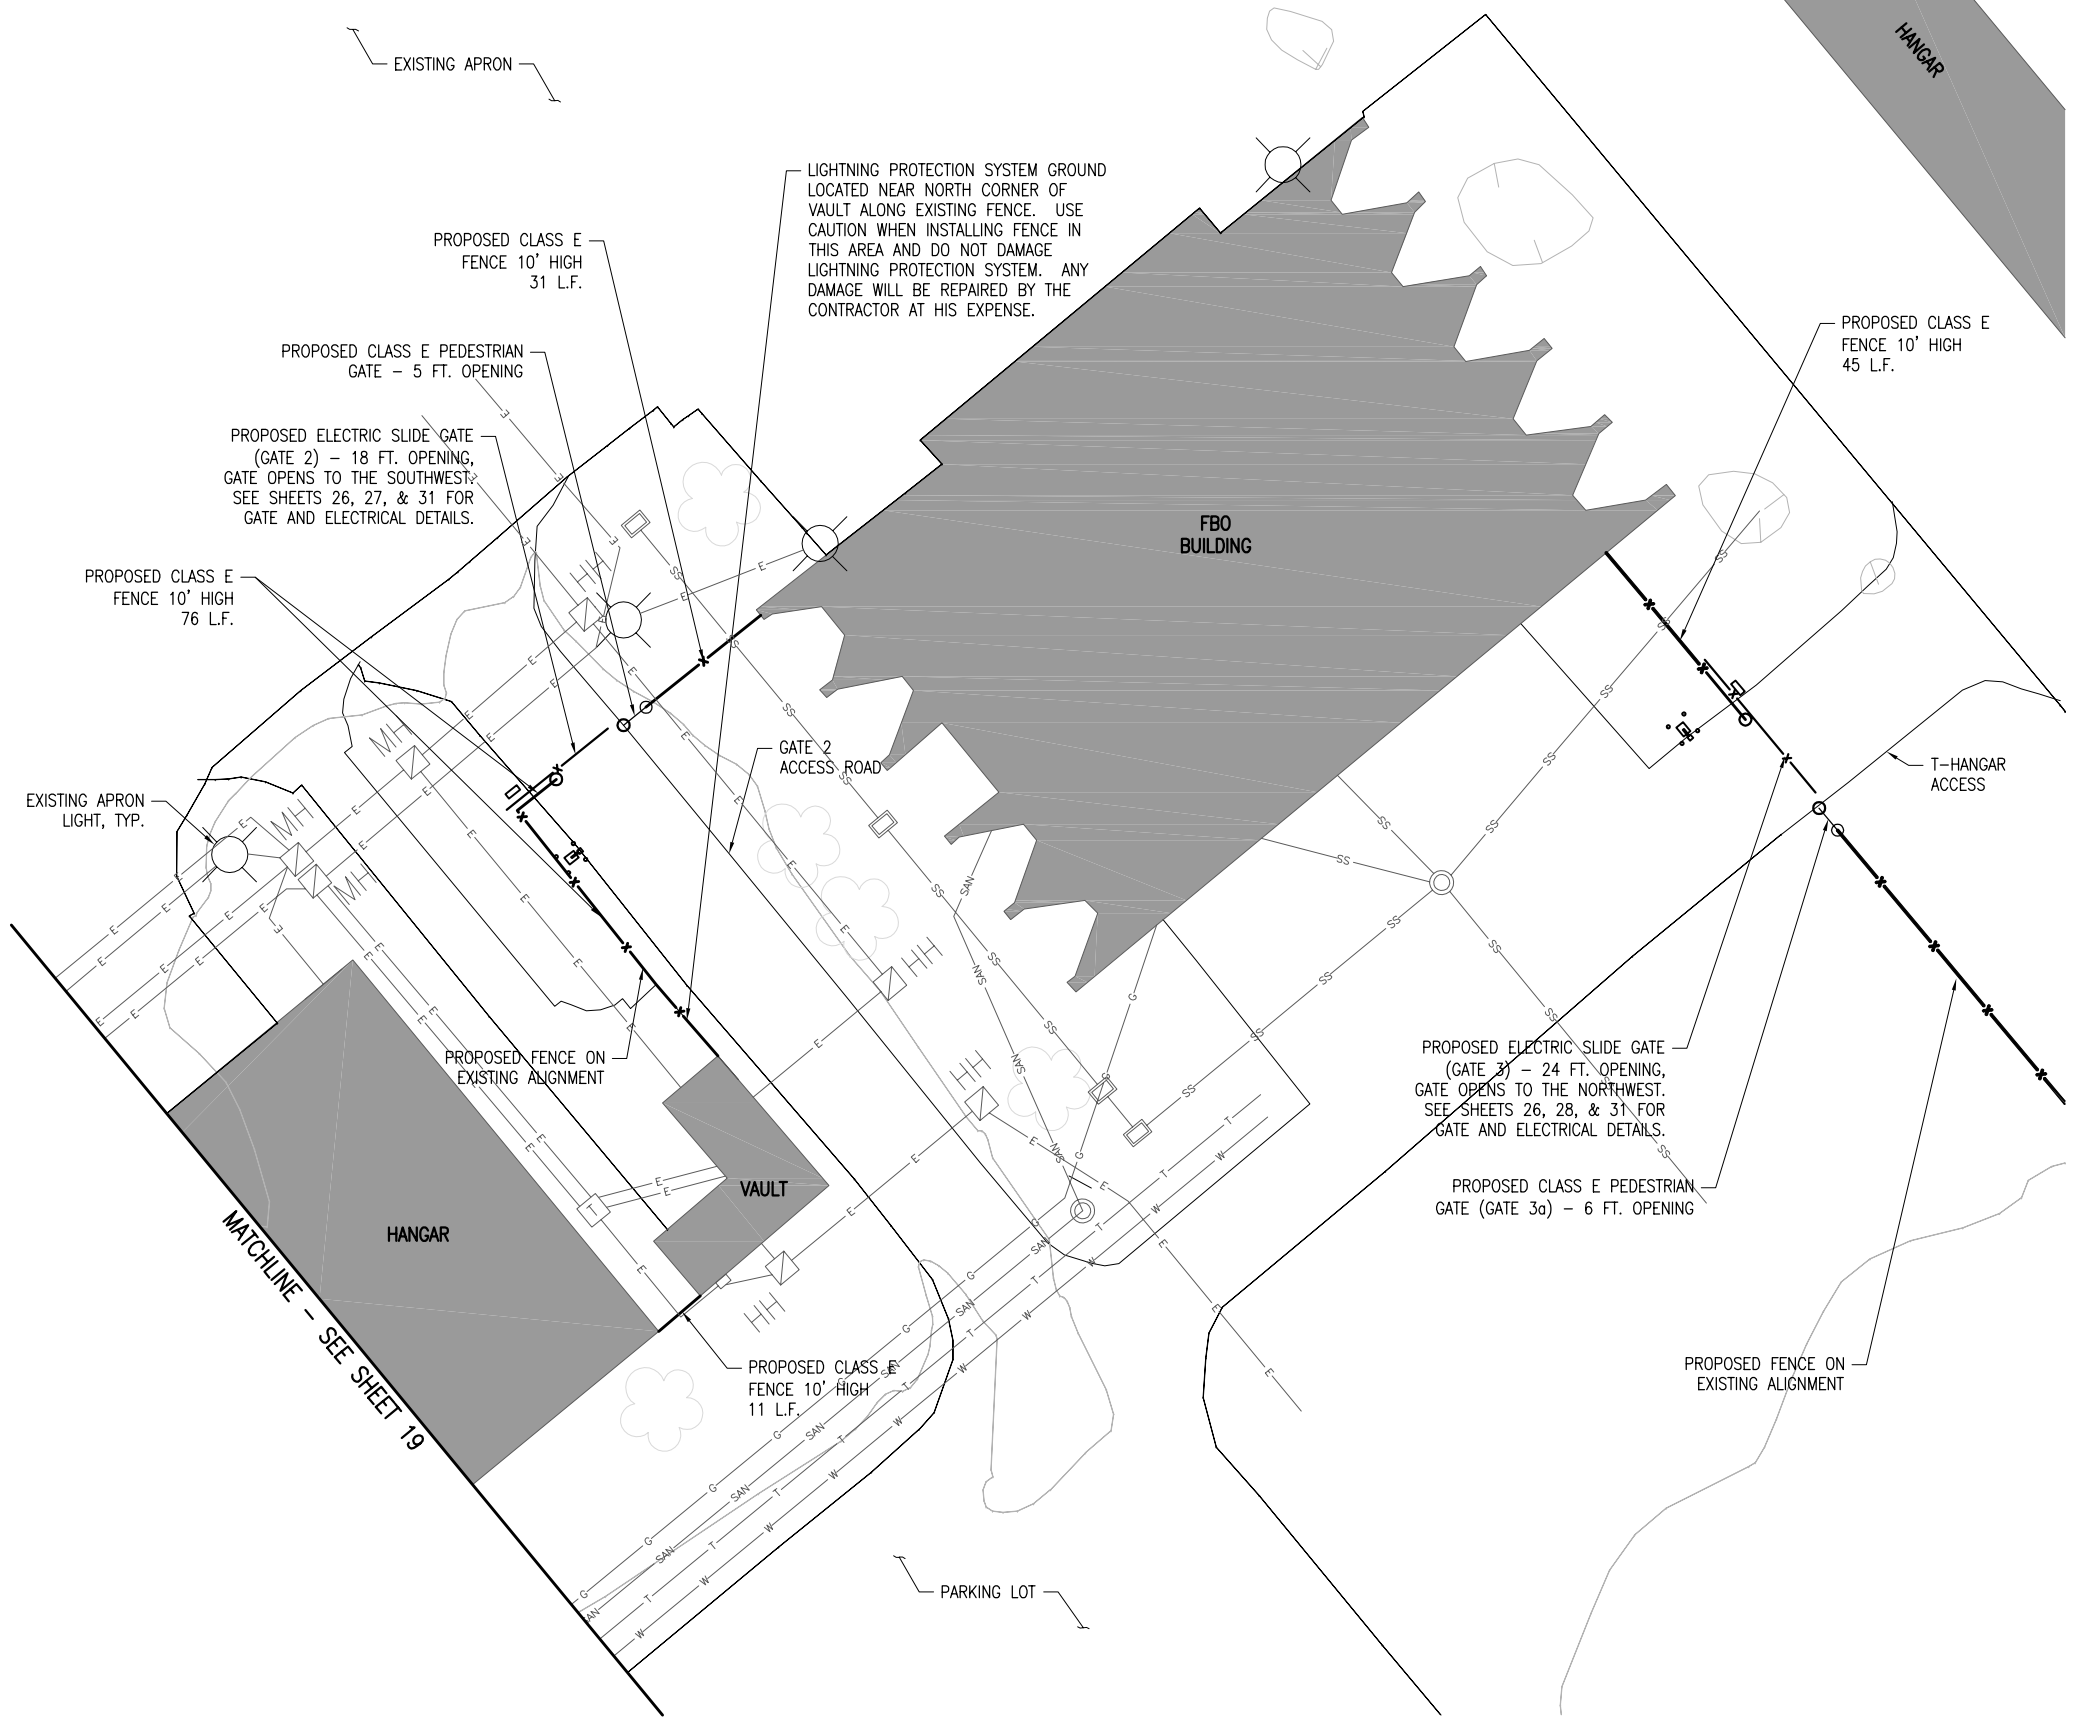 HANGAR
EXISTING APRON
LIGHTNING PROTECTION SYSTEM GROUND
LOCATED NEAR NORTH CORNER OF
VAULT ALONG EXISTING FENCE.  USE
CAUTION WHEN INSTALLING FENCE IN
THIS AREA AND DO NOT DAMAGE
LIGHTNING PROTECTION SYSTEM.  ANY
DAMAGE WILL BE REPAIRED BY THE
CONTRACTOR AT HIS EXPENSE.
PROPOSED CLASS E
FENCE 10' HIGH
31 L.F.
PROPOSED CLASS E PEDESTRIAN
GATE – 5 FT. OPENING
PROPOSED CLASS E
FENCE 10' HIGH
45 L.F.
PROPOSED ELECTRIC SLIDE GATE
(GATE 2) – 18 FT. OPENING,
GATE OPENS TO THE SOUTHWEST.
SEE SHEETS 26, 27, & 31 FOR
GATE AND ELECTRICAL DETAILS.
FBO
BUILDING
PROPOSED CLASS E
FENCE 10' HIGH
76 L.F.
HH
MH
GATE 2
ACCESS ROAD
T–HANGAR
ACCESS
EXISTING APRON
LIGHT, TYP.
MH
MH
HH
PROPOSED FENCE ON
EXISTING ALIGNMENT
HH
PROPOSED ELECTRIC SLIDE GATE
(GATE 3) – 24 FT. OPENING,
GATE OPENS TO THE NORTHWEST.
SEE SHEETS 26, 28, & 31 FOR
GATE AND ELECTRICAL DETAILS.
PROPOSED CLASS E PEDESTRIAN
GATE (GATE 3a) – 6 FT. OPENING
VAULT
HANGAR
HH
MATCHLINE – SEE SHEET 19
PROPOSED CLASS E
FENCE 10' HIGH
11 L.F.
PROPOSED FENCE ON
EXISTING ALIGNMENT
PARKING LOT